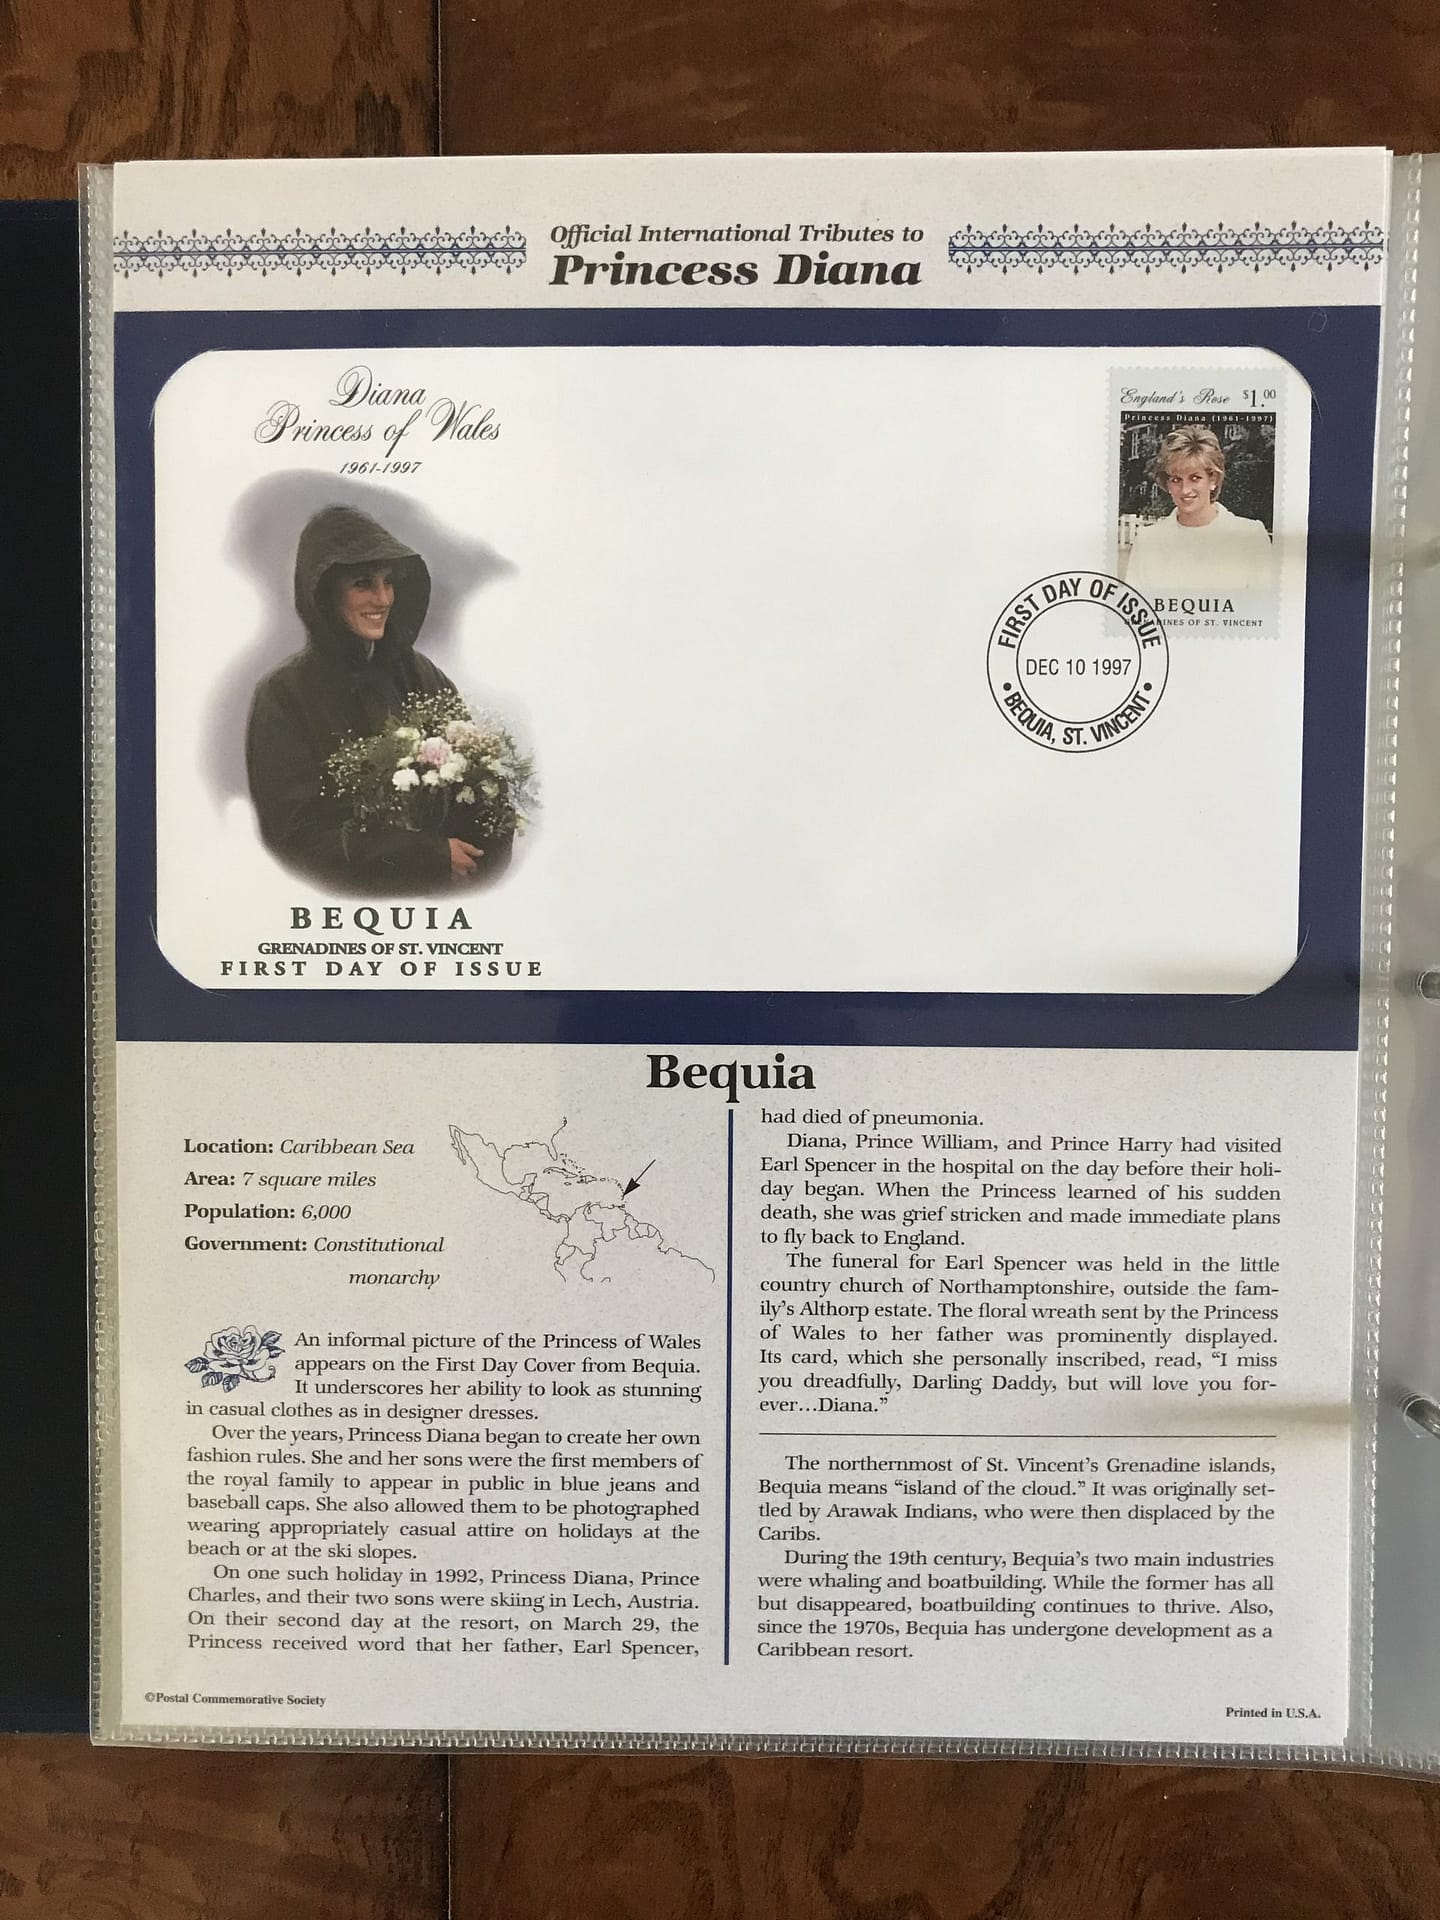 Official International Tributes to
Princess Diana
Diana
Princess of Wales
1961-1997
England's Rose $1.00
Princess Diana (1961-1997)
BEQUIA
GRENADINES OF ST. VINCENT
FIRST DAY OF ISSUE
DEC 10 1997
• BEQUIA, ST. VINCENT •
BEQUIA
GRENADINES OF ST. VINCENT
FIRST DAY OF ISSUE
Bequia
Location: Caribbean Sea
Area: 7 square miles
Population: 6,000
Government: Constitutional
monarchy
An informal picture of the Princess of Wales
appears on the First Day Cover from Bequia.
It underscores her ability to look as stunning
in casual clothes as in designer dresses.
Over the years, Princess Diana began to create her own
fashion rules. She and her sons were the first members of
the royal family to appear in public in blue jeans and
baseball caps. She also allowed them to be photographed
wearing appropriately casual attire on holidays at the
beach or at the ski slopes.
On one such holiday in 1992, Princess Diana, Prince
Charles, and their two sons were skiing in Lech, Austria.
On their second day at the resort, on March 29, the
Princess received word that her father, Earl Spencer,
had died of pneumonia.
Diana, Prince William, and Prince Harry had visited
Earl Spencer in the hospital on the day before their holi-
day began. When the Princess learned of his sudden
death, she was grief stricken and made immediate plans
to fly back to England.
The funeral for Earl Spencer was held in the little
country church of Northamptonshire, outside the fam-
ily's Althorp estate. The floral wreath sent by the Princess
of Wales to her father was prominently displayed.
Its card, which she personally inscribed, read, “I miss
you dreadfully, Darling Daddy, but will love you for-
ever…Diana.”
The northernmost of St. Vincent's Grenadine islands,
Bequia means “island of the cloud.” It was originally set-
tled by Arawak Indians, who were then displaced by the
Caribs.
During the 19th century, Bequia's two main industries
were whaling and boatbuilding. While the former has all
but disappeared, boatbuilding continues to thrive. Also,
since the 1970s, Bequia has undergone development as a
Caribbean resort.
©Postal Commemorative Society
Printed in U.S.A.